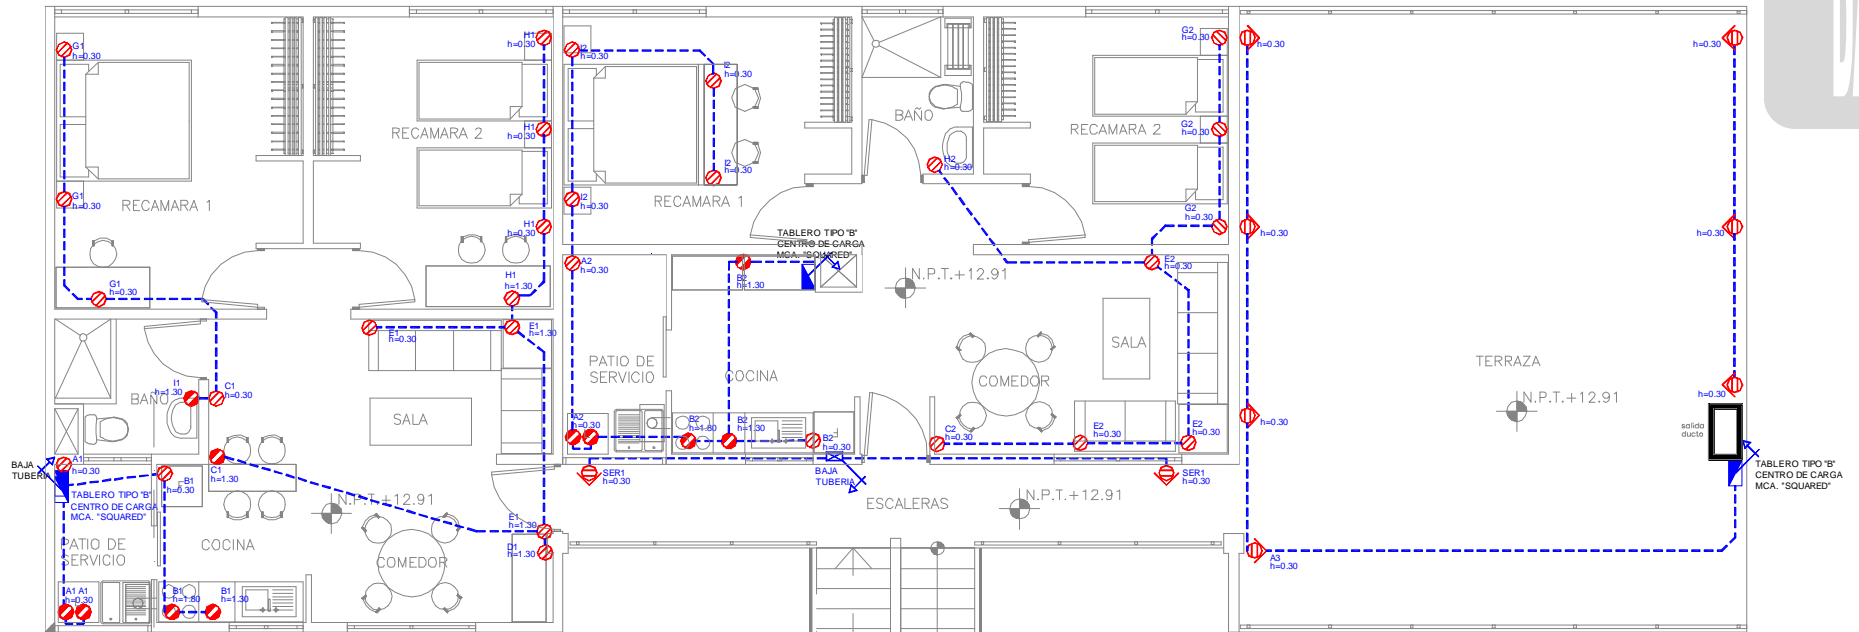 G1
h=0.30
G1
h=0.30
RECAMARA 1
G1
h=0.30
H1
h=0.30
RECAMARA 2
H1
h=0.30
H1
h=0.30
H1
h=1.30
E1
h=0.30
E1
h=1.30
I1
h=1.30
BAÑO
C1
h=0.30
SALA
BAJA
TUBERIA
A1
h=0.30
TABLERO TIPO "B"
CENTRO DE CARGA
MCA. "SQUARED"
B1
h=0.30
C1
h=1.30
N.P.T.+12.91
PATIO DE
SERVICIO
COCINA
COMEDOR
E1
h=1.30
D1
h=1.30
A1 A1
h=0.30
B1
h=1.80
B1
h=1.30
I2
h=0.30
I2
h=0.30
I2
h=0.30
I2
h=0.30
RECAMARA 1
BAÑO
H2
h=0.30
RECAMARA 2
G2
h=0.30
G2
h=0.30
G2
h=0.30
TABLERO TIPO "B"
CENTRO DE CARGA
MCA. "SQUARED"
A2
h=0.30
B2
h=1.30
N.P.T.+12.91
E2
h=0.30
PATIO DE
SERVICIO
COCINA
COMEDOR
SALA
A2
h=0.30
B2
h=1.80
B2
h=1.30
B2
h=0.30
C2
h=0.30
E2
h=0.30
E2
h=0.30
SER1
h=0.30
BAJA
TUBERIA
SER1
h=0.30
ESCALERAS
N.P.T.+12.91
h=0.30
h=0.30
h=0.30
h=0.30
TERRAZA
h=0.30
N.P.T.+12.91
h=0.30
salida
ducto
TABLERO TIPO "B"
CENTRO DE CARGA
MCA. "SQUARED"
A3
h=0.30